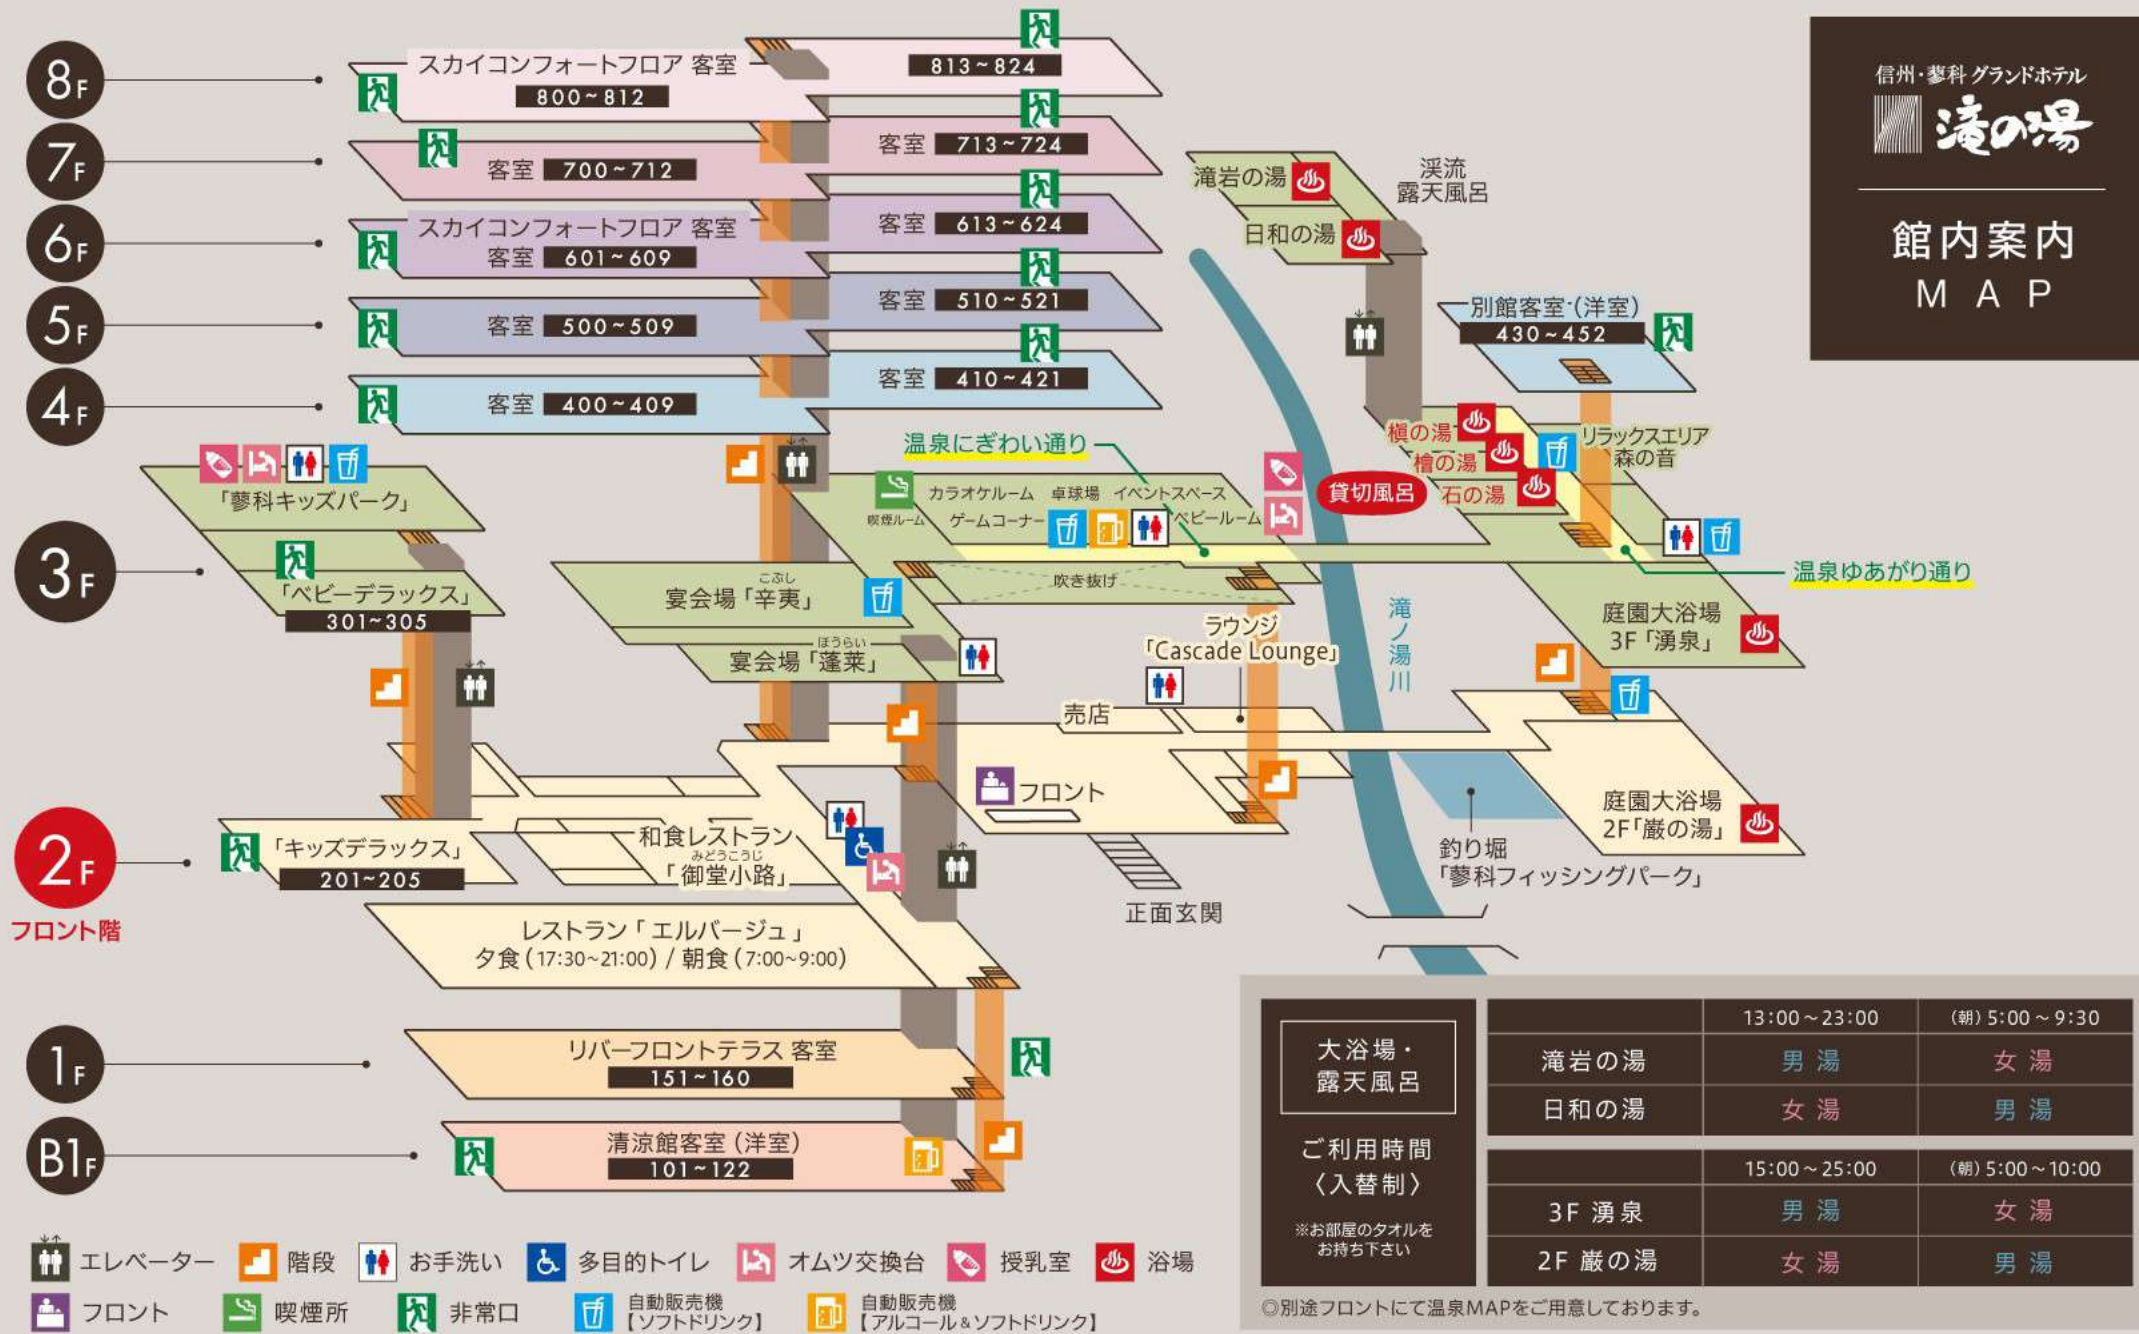 信州・蓼科グランドホテル
滝の湯
館内案内
MAP
8F
スカイコンフォートフロア 客室
800~812
813~824
7F
客室 700~712
客室 713~724
6F
スカイコンフォートフロア 客室
客室 601~609
客室 613~624
5F
客室 500~509
客室 510~521
4F
客室 400~409
客室 410~421
滝岩の湯
日和の湯
渓流
露天風呂
別館客室・(洋室)
430~452
3F
「蓼科キッズパーク」
「ベビーデラックス」
301~305
温泉にぎわい通り
カラオケルーム 卓球場 イベントスペース
喫煙ルーム
ゲームコーナー
ベビールーム
吹き抜け
こぶし
宴会場「辛夷」
ほうらい
宴会場「蓬莱」
貸切風呂
槇の湯
檜の湯
石の湯
リラックスエリア
森の音
温泉ゆあがり通り
庭園大浴場
3F「湧泉」
ラウンジ
「Cascade Lounge」
滝ノ湯川
売店
2F
フロント階
「キッズデラックス」
201~205
和食レストラン
みどうこうじ
「御堂小路」
フロント
正面玄関
釣り堀
「蓼科フィッシングパーク」
庭園大浴場
2F「巌の湯」
レストラン「エルバージュ」
夕食(17:30~21:00)/朝食(7:00~9:00)
1F
リバーフロントテラス 客室
151~160
B1F
清涼館客室(洋室)
101~122
エレベーター
階段
お手洗い
多目的トイレ
オムツ交換台
授乳室
浴場
フロント
喫煙所
非常口
自動販売機
【ソフトドリンク】
自動販売機
【アルコール&ソフトドリンク】
大浴場・
露天風呂
ご利用時間
〈入替制〉
※お部屋のタオルを
お持ち下さい
13:00~23:00 (朝)5:00~9:30
滝岩の湯 男湯 女湯
日和の湯 女湯 男湯
15:00~25:00 (朝)5:00~10:00
3F 湧泉 男湯 女湯
2F 巌の湯 女湯 男湯
◎別途フロントにて温泉MAPをご用意しております。